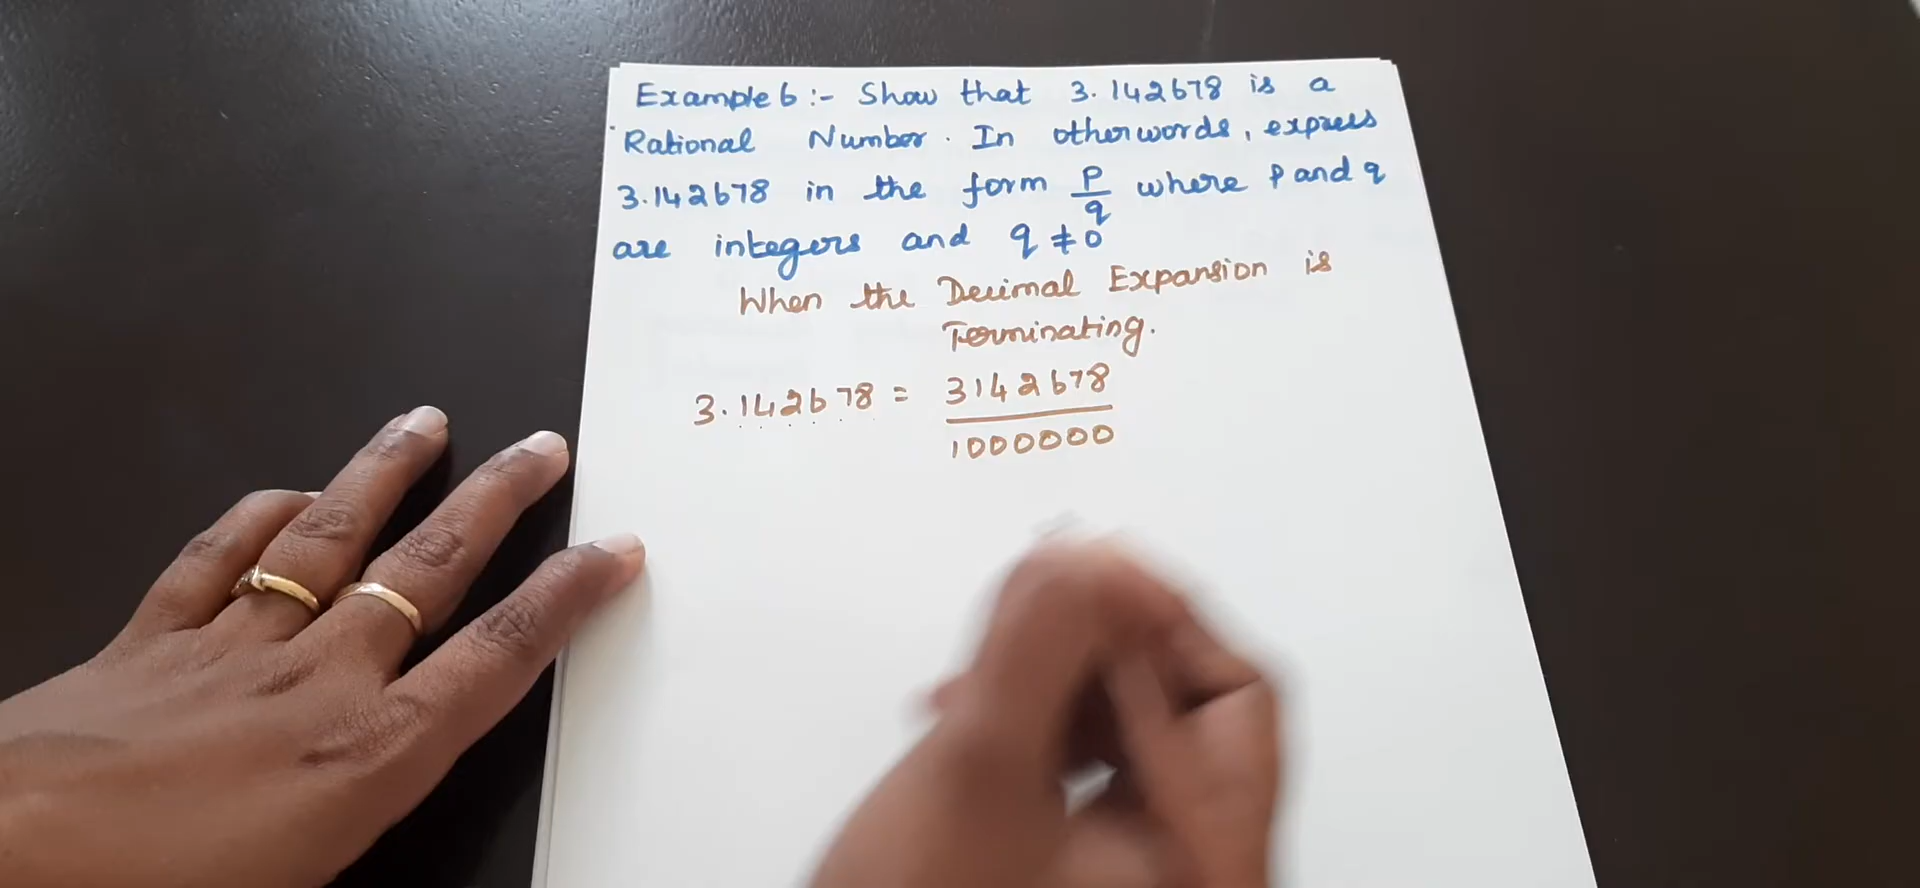 Example 6 :- Show that 3.142678 is a
Rational Number. In otherwords, express
3.142678 in the form p/q where p and q
are integers and q ≠ 0
When the Decimal Expansion is
Terminating.
3.142678 = 3142678
1000000